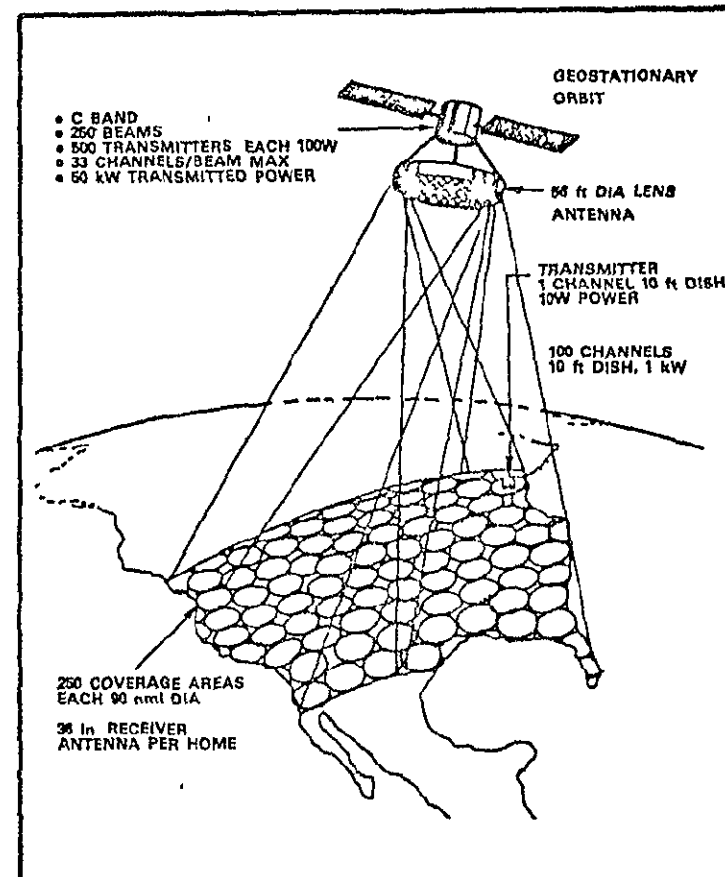 • C BAND
• 250 BEAMS
• 500 TRANSMITTERS EACH 100W
• 33 CHANNELS/BEAM MAX
• 50 kW TRANSMITTED POWER
GEOSTATIONARY
ORBIT
66 ft DIA LENS
ANTENNA
TRANSMITTER
1 CHANNEL 10 ft DISH
10W POWER
100 CHANNELS
10 ft DISH, 1 kW
250 COVERAGE AREAS
EACH 90 nmi DIA
36 in RECEIVER
ANTENNA PER HOME